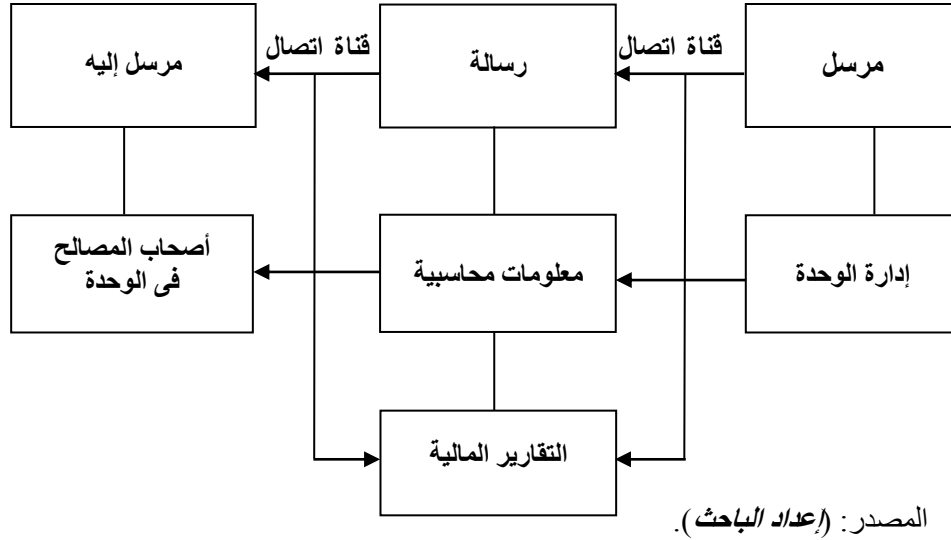 قناة اتصال
قناة اتصال
مرسل
رسالة
مرسل إليه
إدارة الوحدة
معلومات محاسبية
أصحاب المصالح
فى الوحدة
التقارير المالية
المصدر: (إعداد الباحث).